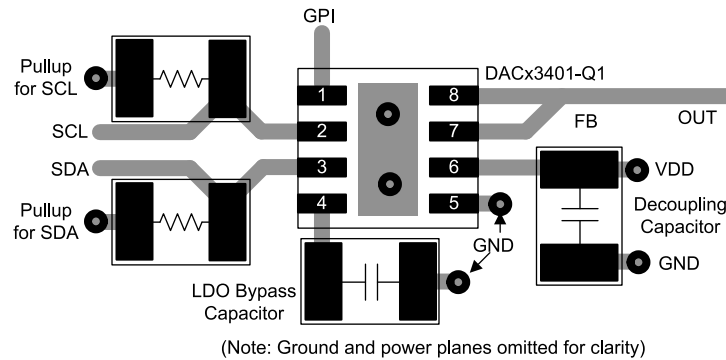 GPI
Pullup
for SCL
DACx3401-Q1
1
8
SCL
2
7
FB
OUT
SDA
3
6
VDD
4
5
Decoupling
Capacitor
Pullup
for SDA
GND
GND
LDO Bypass
Capacitor
(Note: Ground and power planes omitted for clarity)